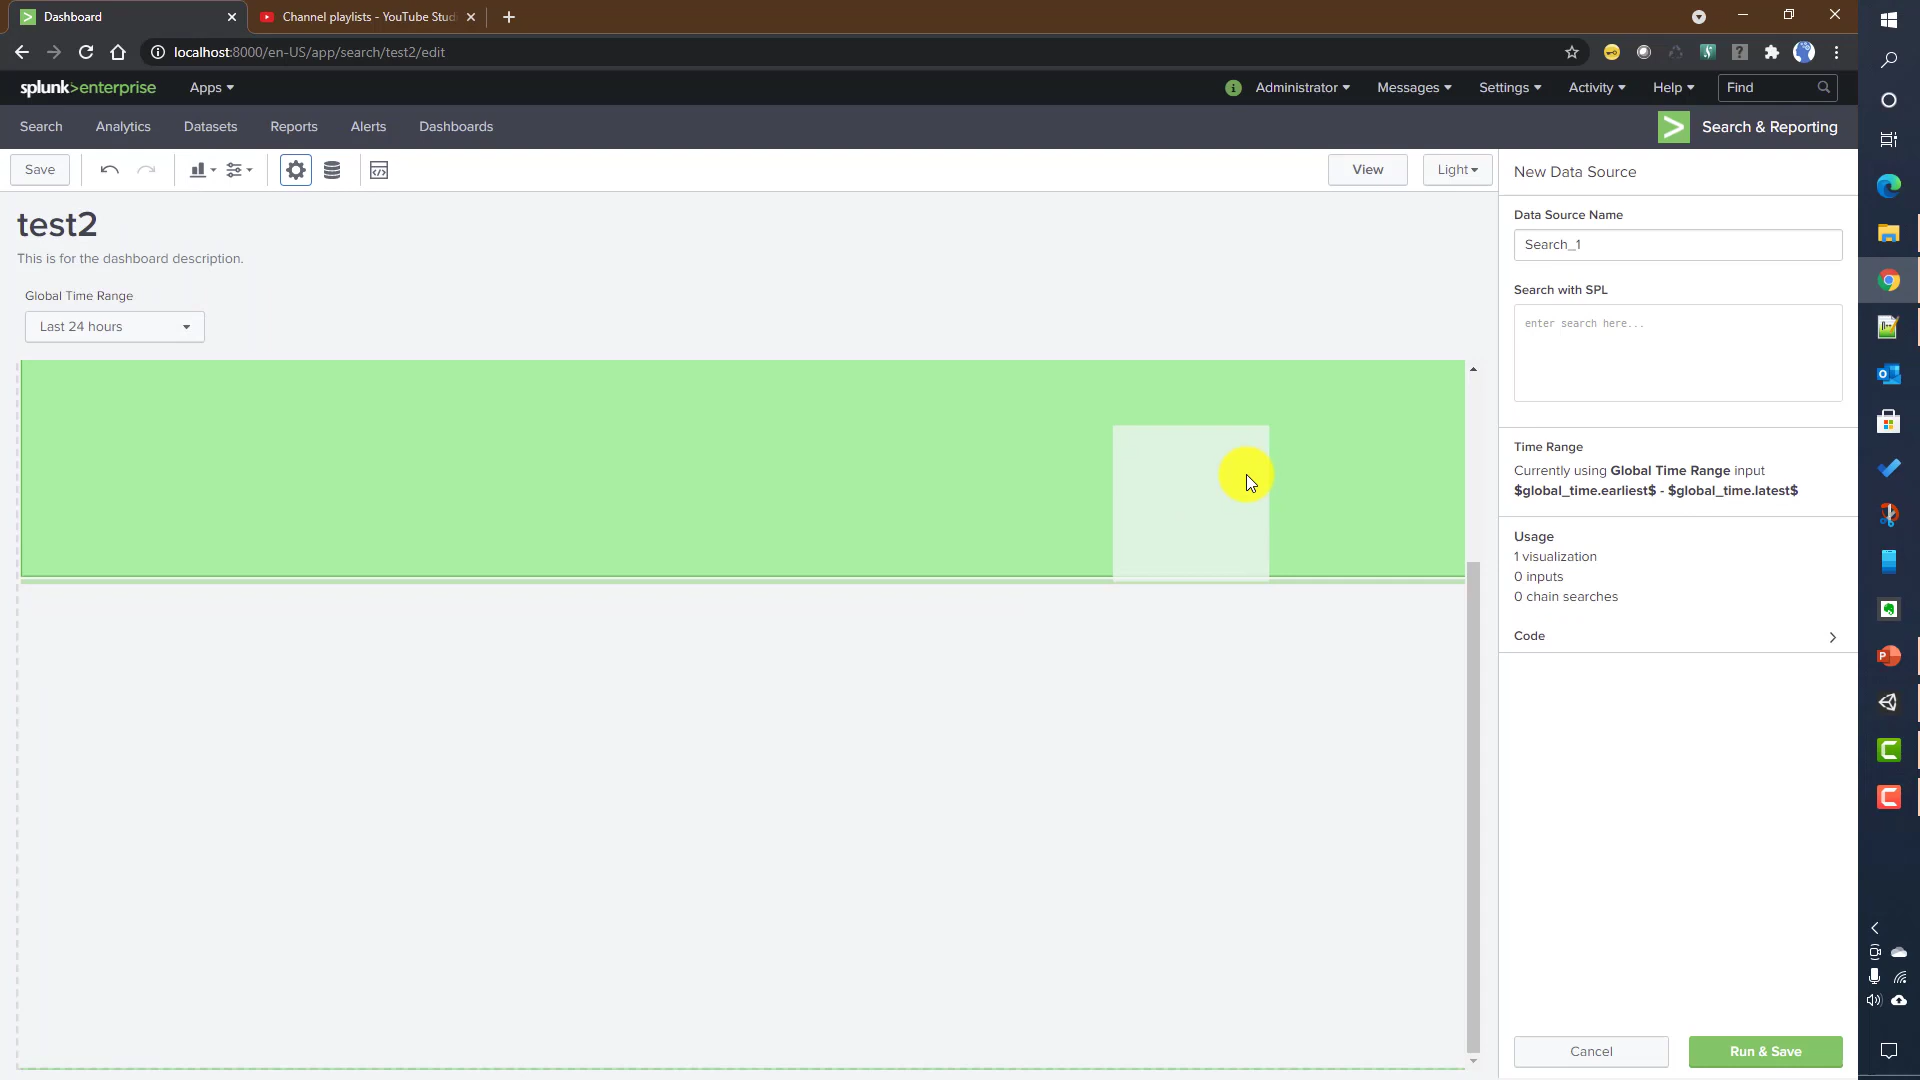 Dashboard
Channel playlists - YouTube Stud
localhost:8000/en-US/app/search/test2/edit
splunk>enterprise
Apps
Administrator
Messages
Settings
Activity
Help
Find
Search
Analytics
Datasets
Reports
Alerts
Dashboards
Search & Reporting
Save
View
Light
test2
This is for the dashboard description.
Global Time Range
Last 24 hours
New Data Source
Data Source Name
Search_1
Search with SPL
enter search here...
Time Range
Currently using Global Time Range input
$global_time.earliest$ - $global_time.latest$
Usage
1 visualization
0 inputs
0 chain searches
Code
Cancel
Run & Save